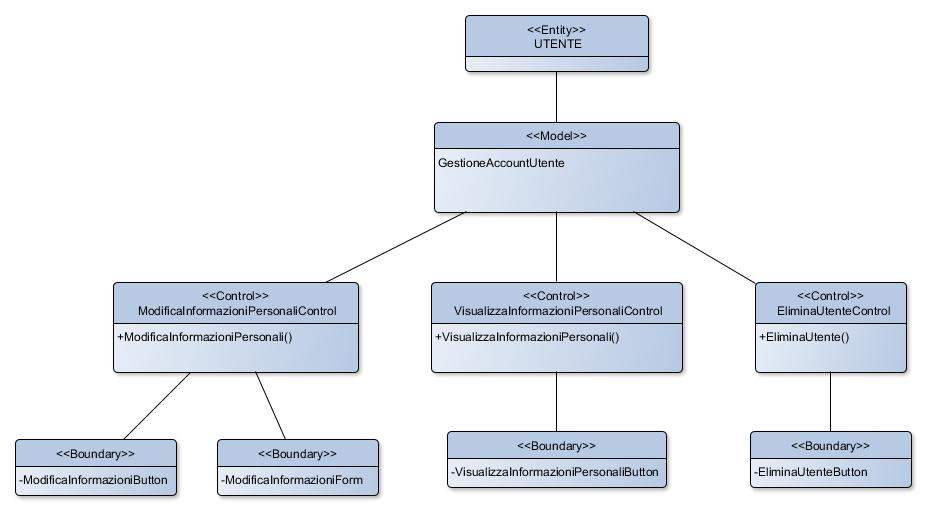 <<Entity>>
UTENTE
<<Model>>
GestioneAccountUtente
<<Control>>
ModificaInformazioniPersonaliControl
+ModificaInformazioniPersonali()
<<Control>>
VisualizzaInformazioniPersonaliControl
+VisualizzaInformazioniPersonali()
<<Control>>
EliminaUtenteControl
+EliminaUtente()
<<Boundary>>
-ModificaInformazioniButton
<<Boundary>>
-ModificaInformazioniForm
<<Boundary>>
-VisualizzaInformazioniPersonaliButton
<<Boundary>>
-EliminaUtenteButton